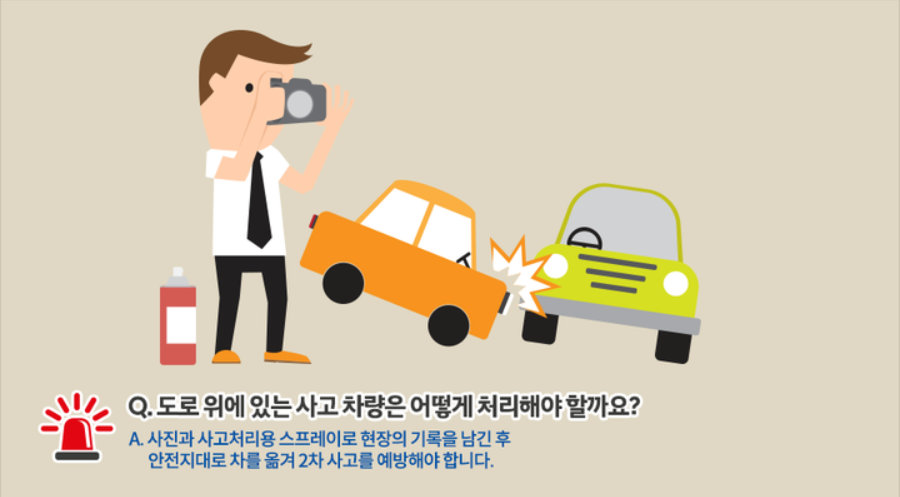 Q. 도로 위에 있는 사고 차량은 어떻게 처리해야 할까요?
A. 사진과 사고처리용 스프레이로 현장의 기록을 남긴 후
안전지대로 차를 옮겨 2차 사고를 예방해야 합니다.